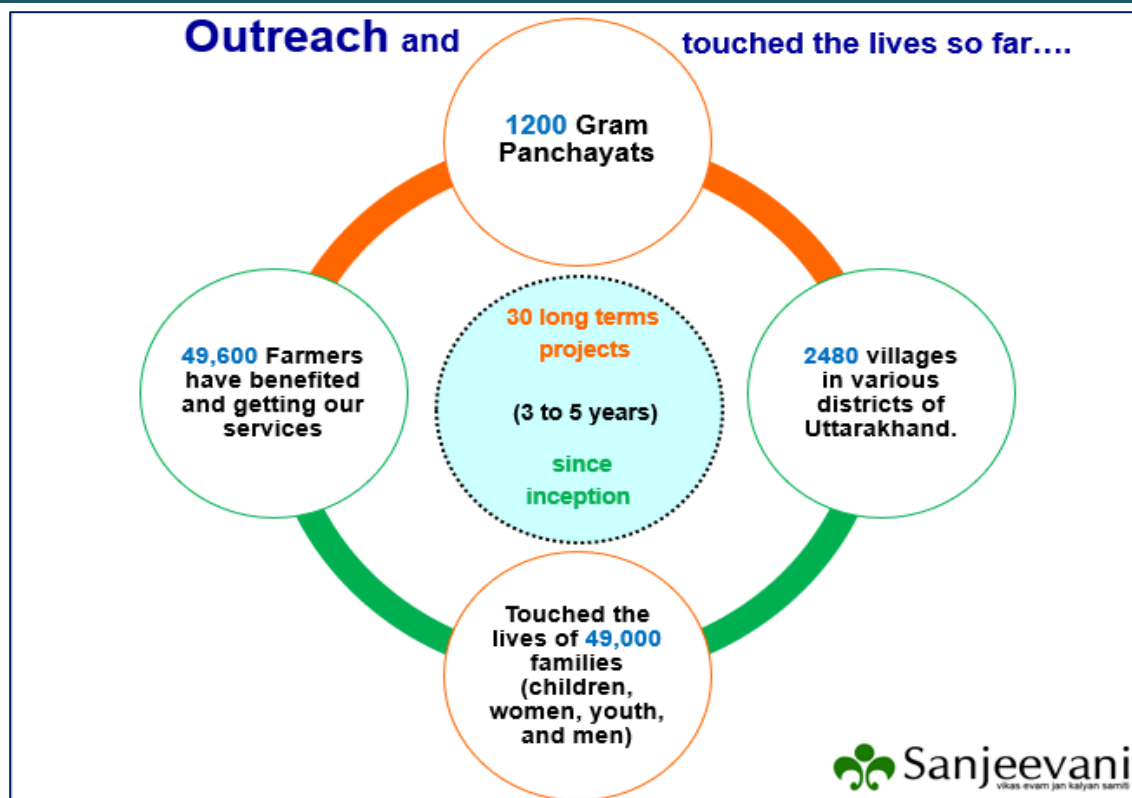 Outreach and touched the lives so far....
1200 Gram
Panchayats
49,600 Farmers
have benefited
and getting our
services
30 long terms
projects
(3 to 5 years)
since
inception
2480 villages
in various
districts of
Uttarakhand.
Touched the
lives of 49,000
families
(children,
women, youth,
and men)
Sanjeevani
vikas evam jan kalyan samiti